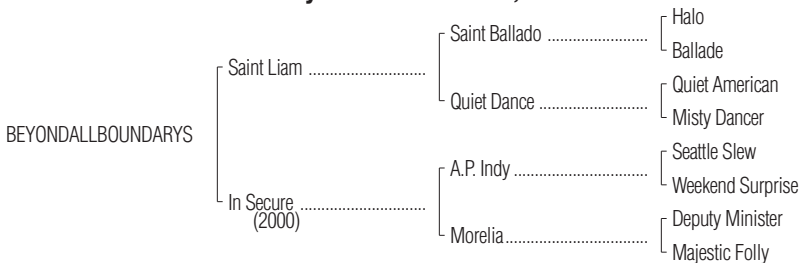 Halo
Saint Ballado
Ballade
Saint Liam
Quiet American
Quiet Dance
Misty Dancer
BEYONDALLBOUNDARYS
Seattle Slew
A.P. Indy
Weekend Surprise
In Secure
(2000)
Deputy Minister
Morelia
Majestic Folly